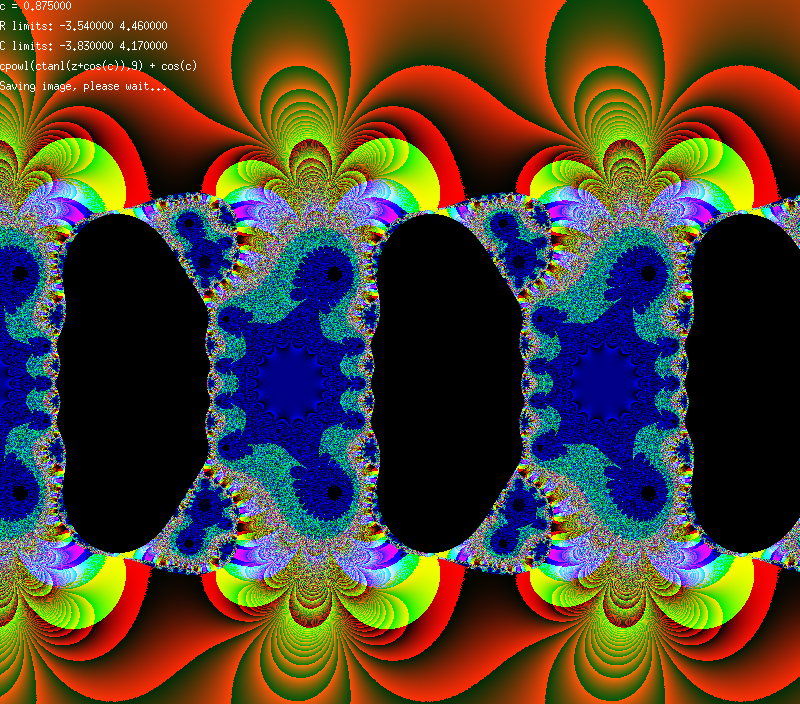 c = 0.875000
R limits: -3.540000 4.460000
C limits: -3.830000 4.170000
cpowl(ctanl(z+cos(c)),9) + cos(c)
Saving image, please wait...